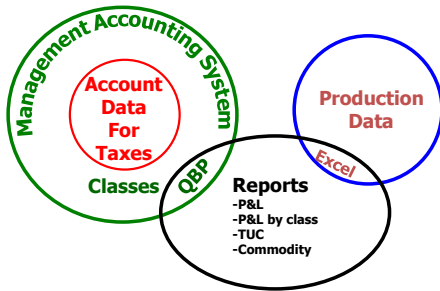 Management Accounting System
Account
Data
For
Taxes
Classes
QBP
Production
Data
Excel
Reports
-P&L
-P&L by class
-TUC
-Commodity